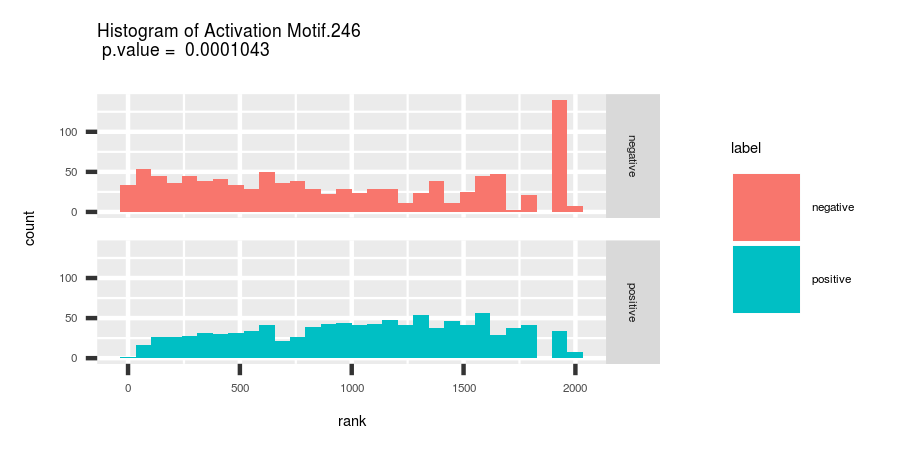 Histogram of Activation Motif.246
p.value = 0.0001043
100
50
0
negative
100
50
0
positive
0 500 1000 1500 2000
rank
count
label
negative
positive